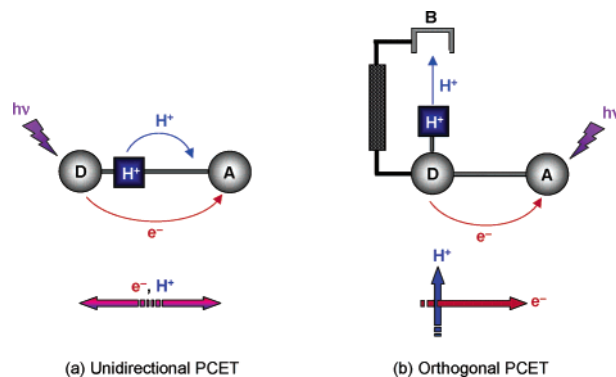 hν
D
H⁺
H⁺
A
e⁻
e⁻, H⁺
(a) Unidirectional PCET
B
H⁺
H⁺
hν
D
A
e⁻
H⁺
e⁻
(b) Orthogonal PCET